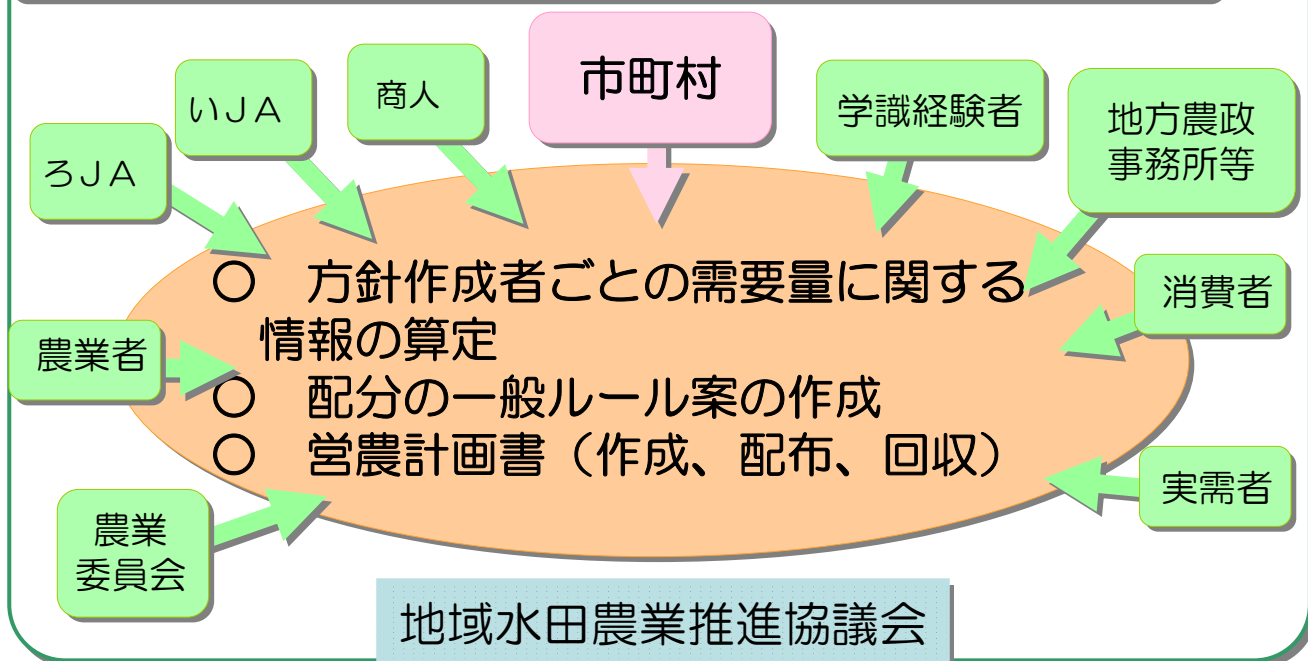 市町村
商人
いＪＡ
ろＪＡ
学識経験者
地方農政
事務所等
○　方針作成者ごとの需要量に関する
情報の算定
○　配分の一般ルール案の作成
○　営農計画書（作成、配布、回収）
消費者
農業者
実需者
農業
委員会
地域水田農業推進協議会